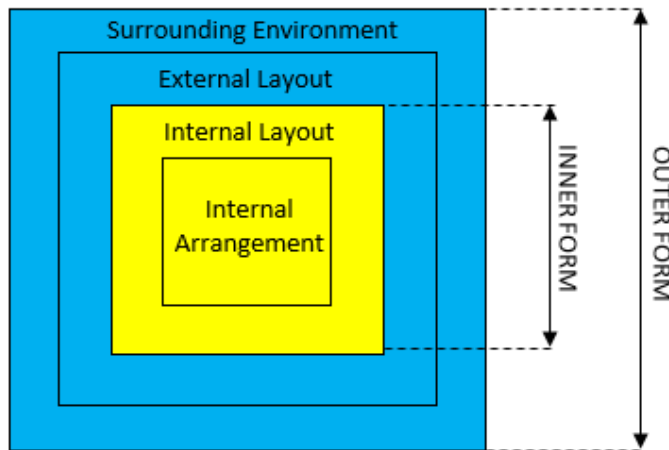 Surrounding Environment
External Layout
Internal Layout
Internal
Arrangement
INNER FORM
OUTER FORM